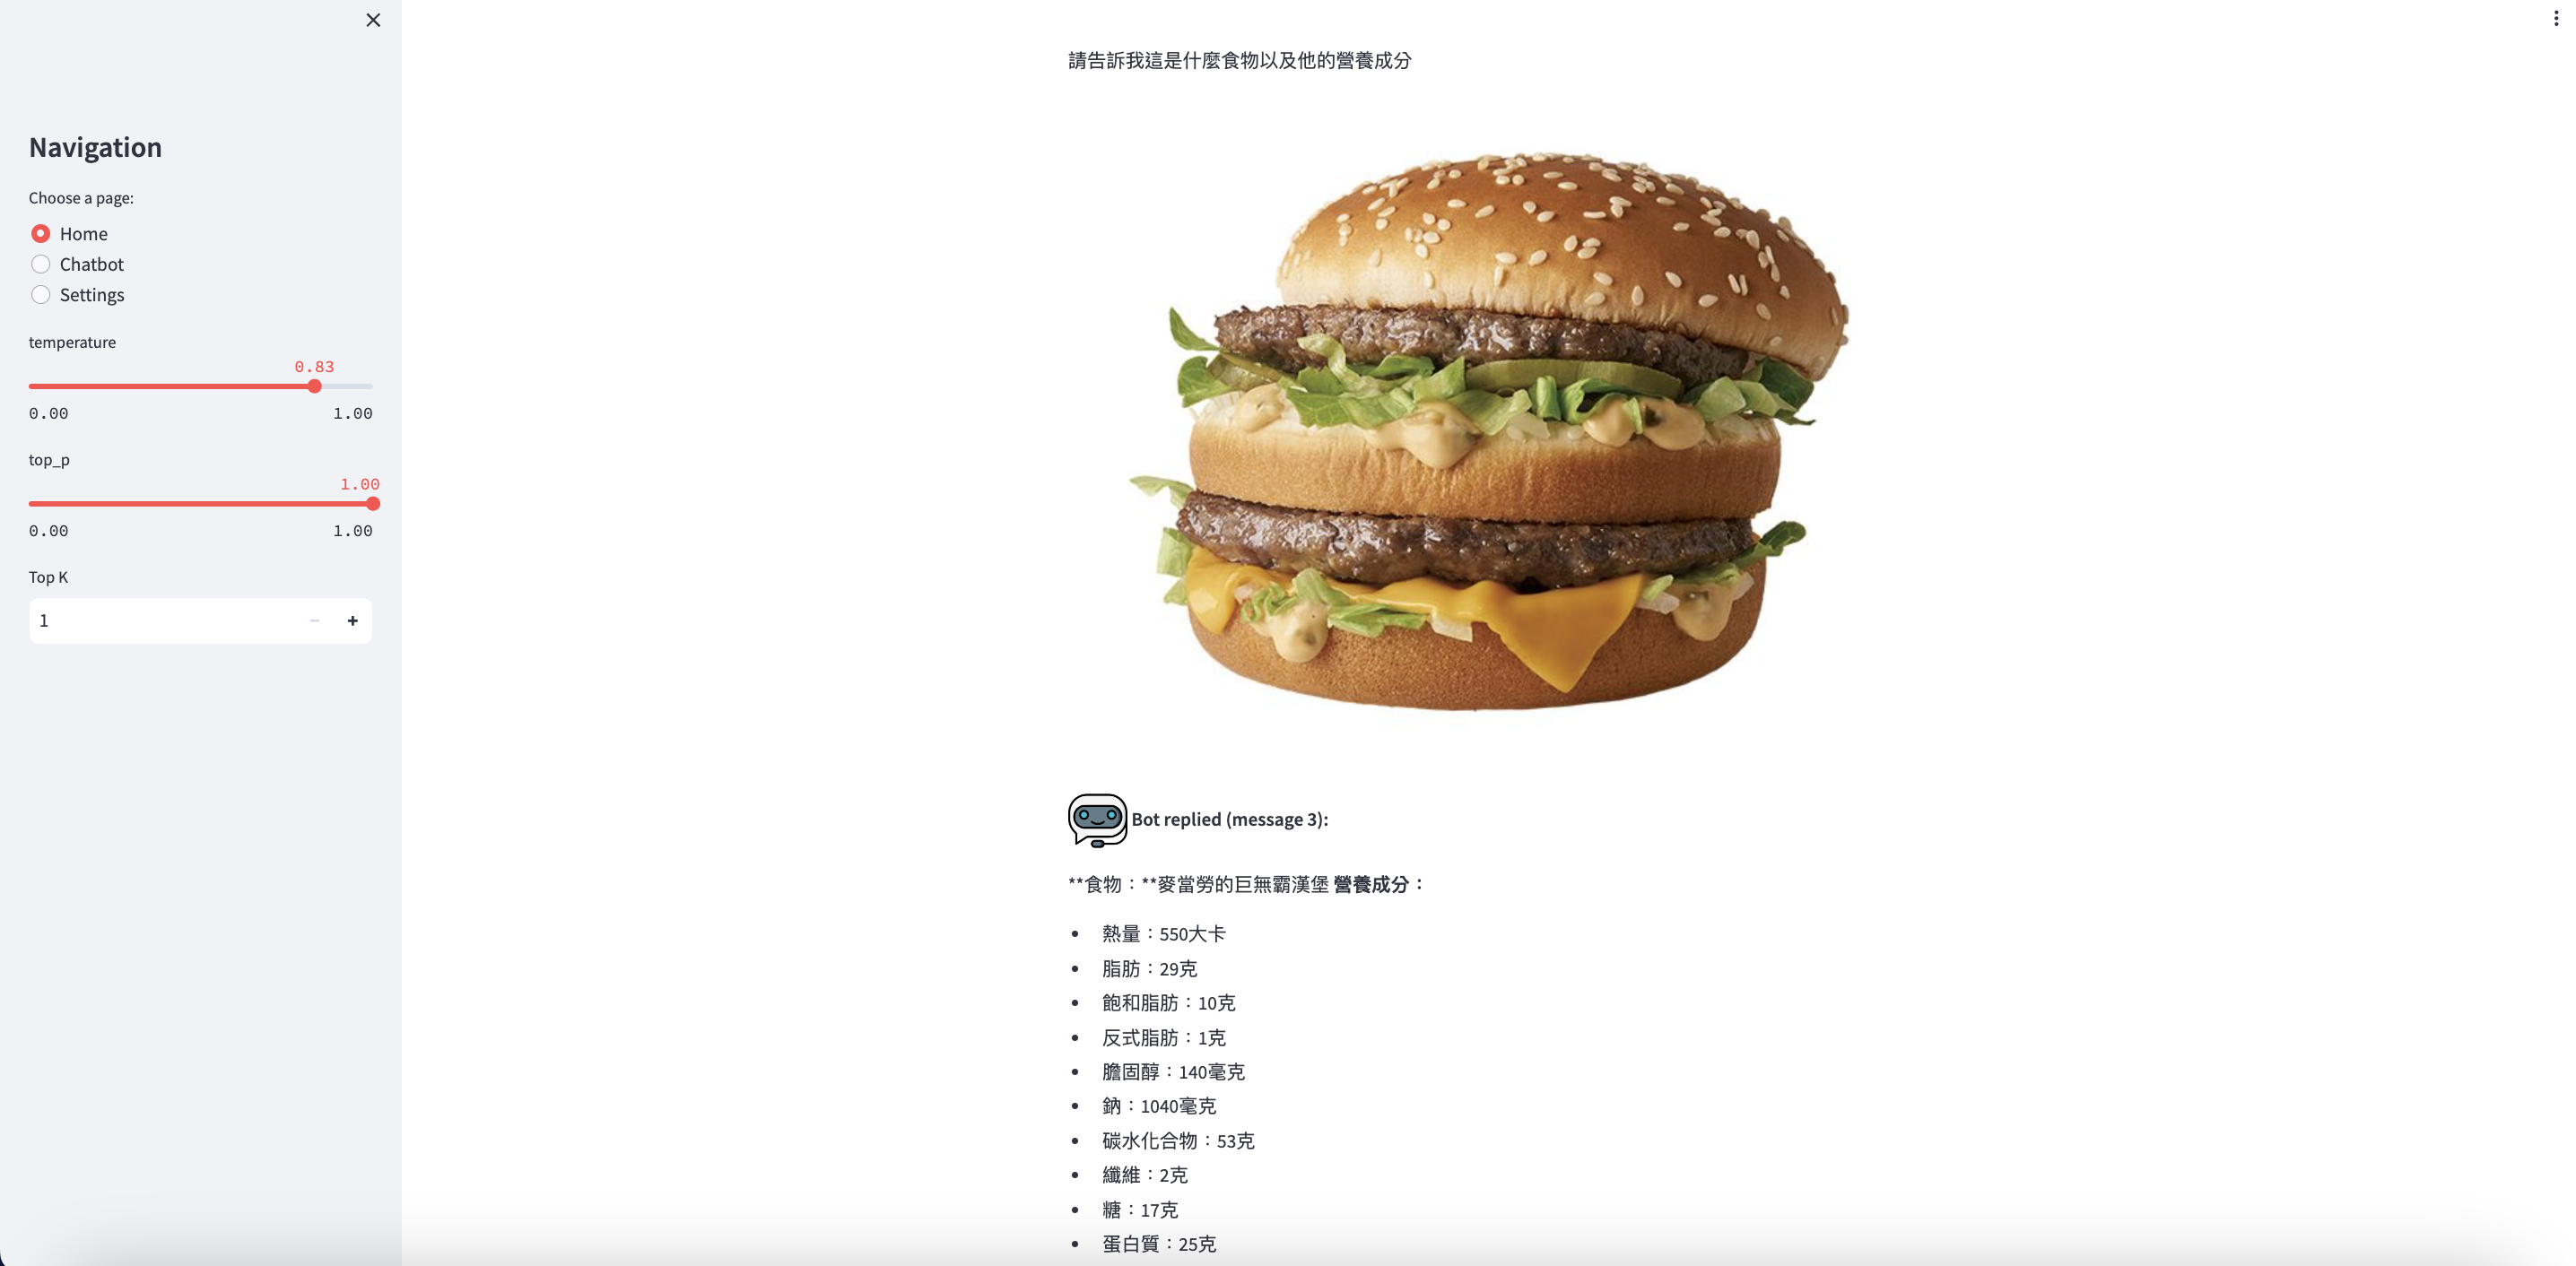 Navigation
Choose a page:
Home
Chatbot
Settings
temperature
0.83
0.00 1.00
top_p
1.00
0.00 1.00
Top K
1
請告訴我這是什麼食物以及他的營養成分
Bot replied (message 3):
**食物：**麥當勞的巨無霸漢堡 營養成分：
熱量：550大卡
脂肪：29克
飽和脂肪：10克
反式脂肪：1克
膽固醇：140毫克
鈉：1040毫克
碳水化合物：53克
纖維：2克
糖：17克
蛋白質：25克